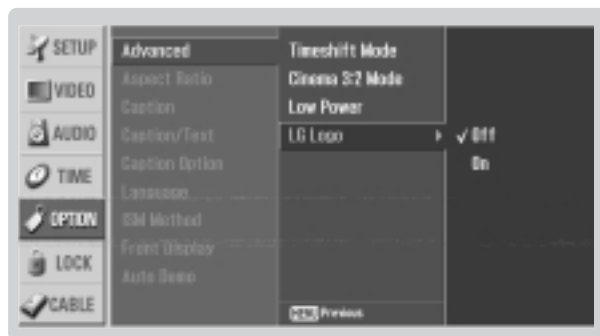 SETUP
VIDEO
AUDIO
TIME
OPTION
LOCK
CABLE
Advanced
Aspect Ratio
Caption
Caption/Text
Caption Option
Language
ISM Method
Front Display
Auto Demo
Timeshift Mode
Cinema 3:2 Mode
Low Power
LG Logo
√ Off
On
MENU Previous